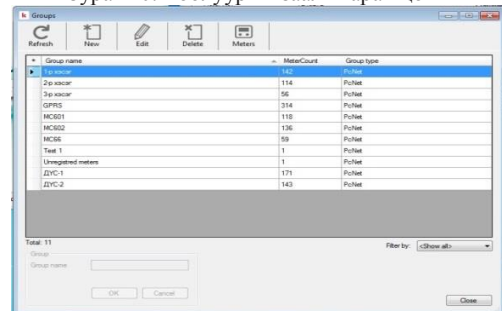 Groups
Refresh New Edit Delete Meters
Group name MeterCount Group type
1-р хэсэг 142 PcNet
2-р хэсэг 114 PcNet
3-р хэсэг 56 PcNet
GPRS 314 PcNet
MC601 118 PcNet
MC602 136 PcNet
MC66 59 PcNet
Test 1 1 PcNet
Unregistred meters 1 PcNet
ДУС-1 171 PcNet
ДУС-2 143 PcNet
Total: 11
Filter by: <Show all>
Group
Group name
OK Cancel
Close